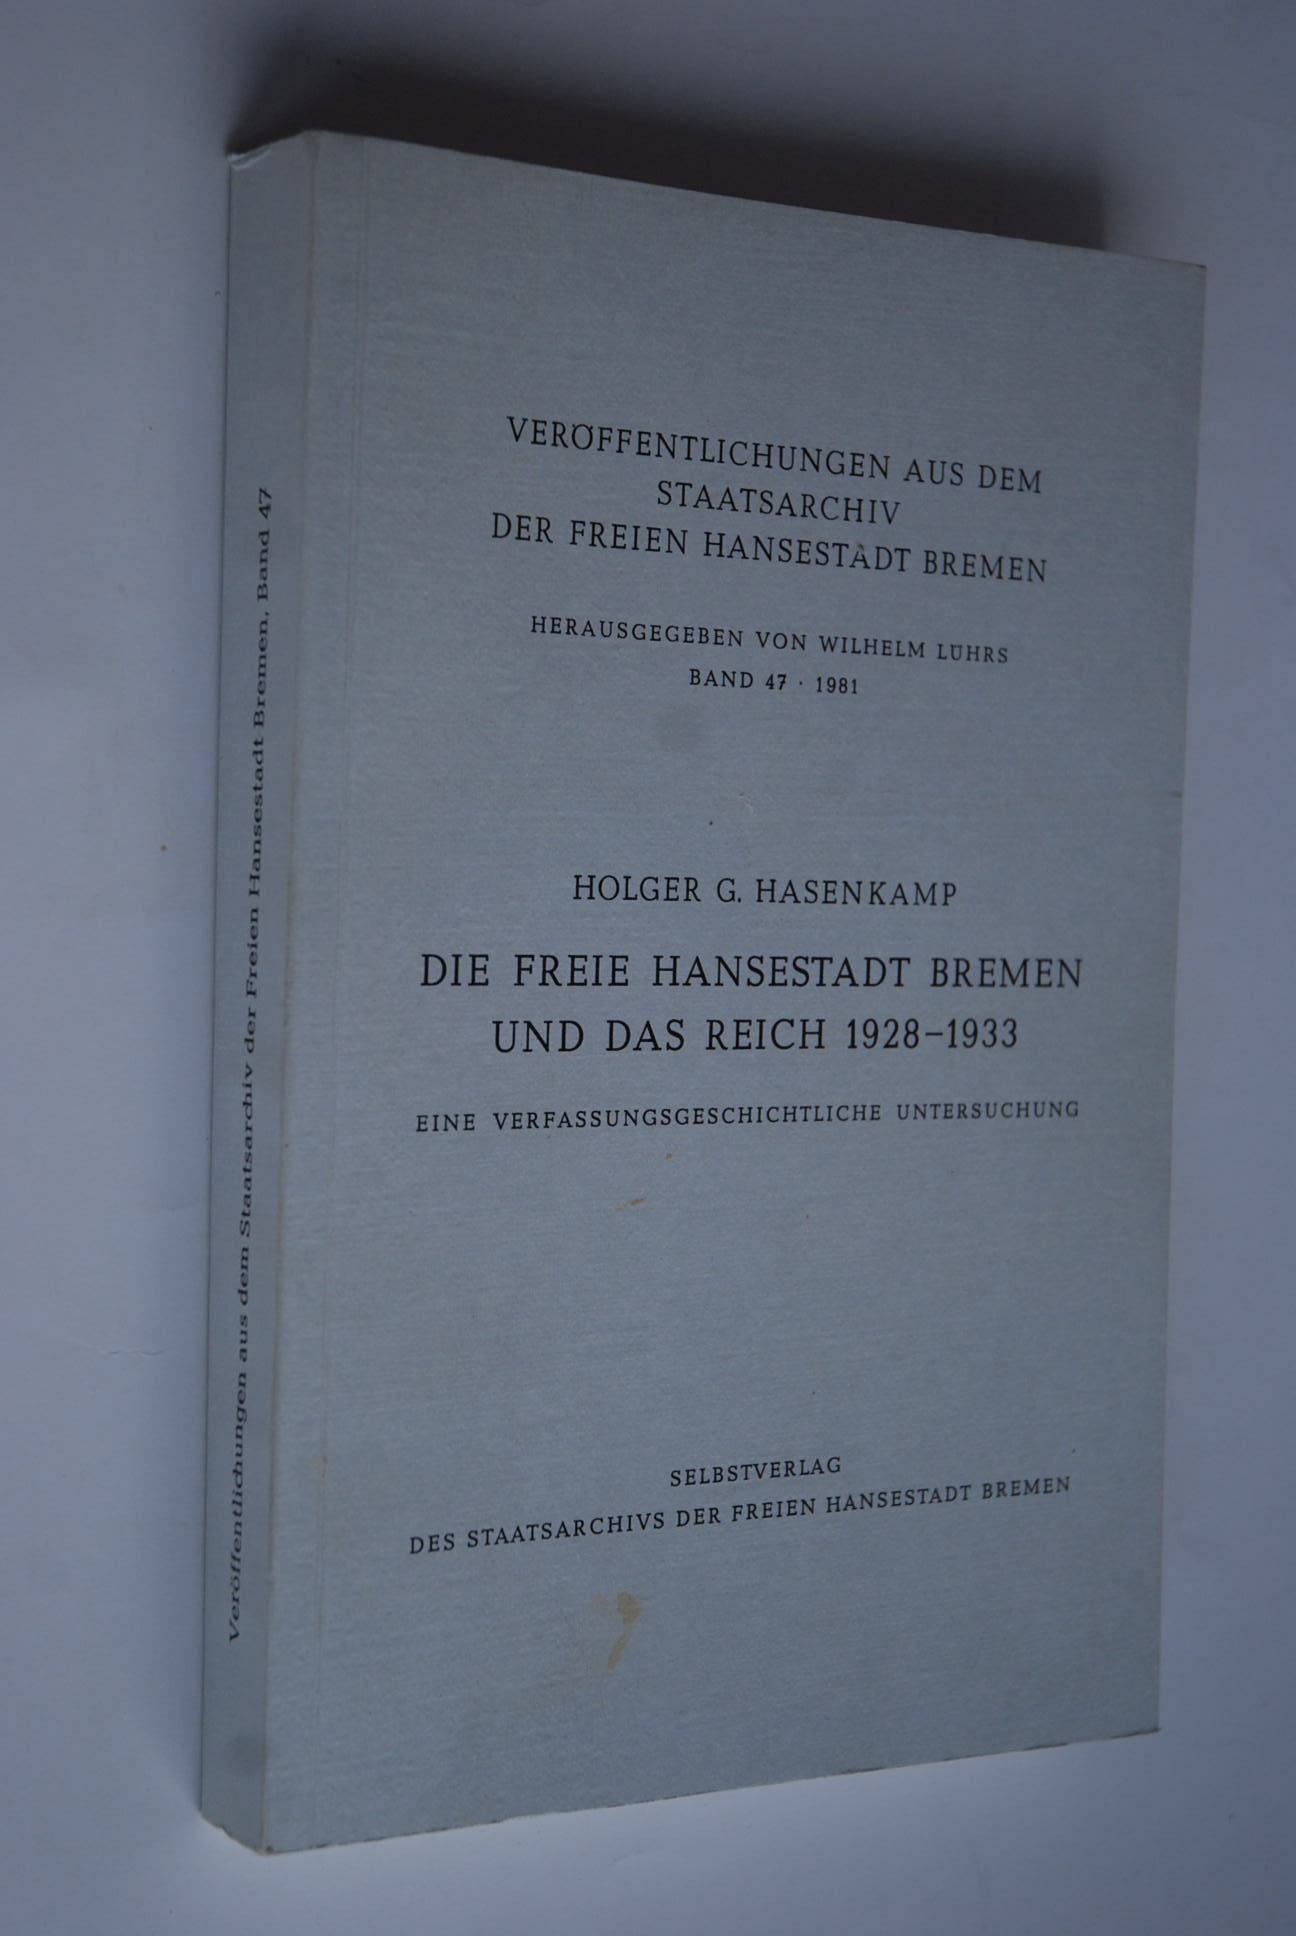 Veröffentlichungen aus dem Staatsarchiv der Freien Hansestadt Bremen, Band 47
VERÖFFENTLICHUNGEN AUS DEM
STAATSARCHIV
DER FREIEN HANSESTADT BREMEN
HERAUSGEGEBEN VON WILHELM LÜHRS
BAND 47 · 1981
HOLGER G. HASENKAMP
DIE FREIE HANSESTADT BREMEN
UND DAS REICH 1928–1933
EINE VERFASSUNGSGESCHICHTLICHE UNTERSUCHUNG
SELBSTVERLAG
DES STAATSARCHIVS DER FREIEN HANSESTADT BREMEN